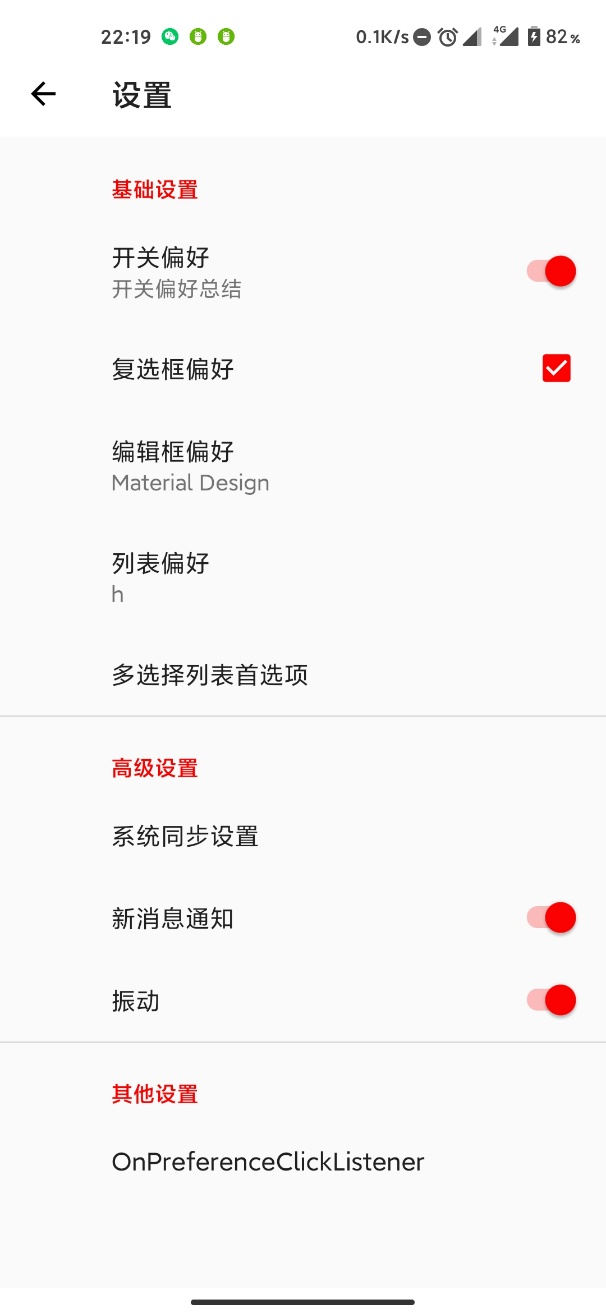 22:19
0.1K/s 4G 82%
设置
基础设置
开关偏好
开关偏好总结
复选框偏好
编辑框偏好
Material Design
列表偏好
h
多选择列表首选项
高级设置
系统同步设置
新消息通知
振动
其他设置
OnPreferenceClickListener